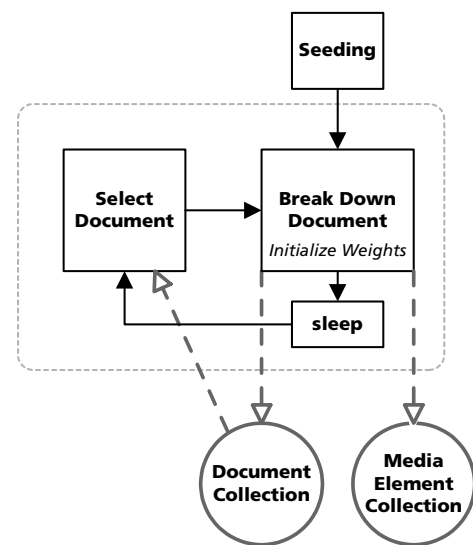 Seeding
Select
Document
Break Down
Document
Initialize Weights
sleep
Document
Collection
Media
Element
Collection